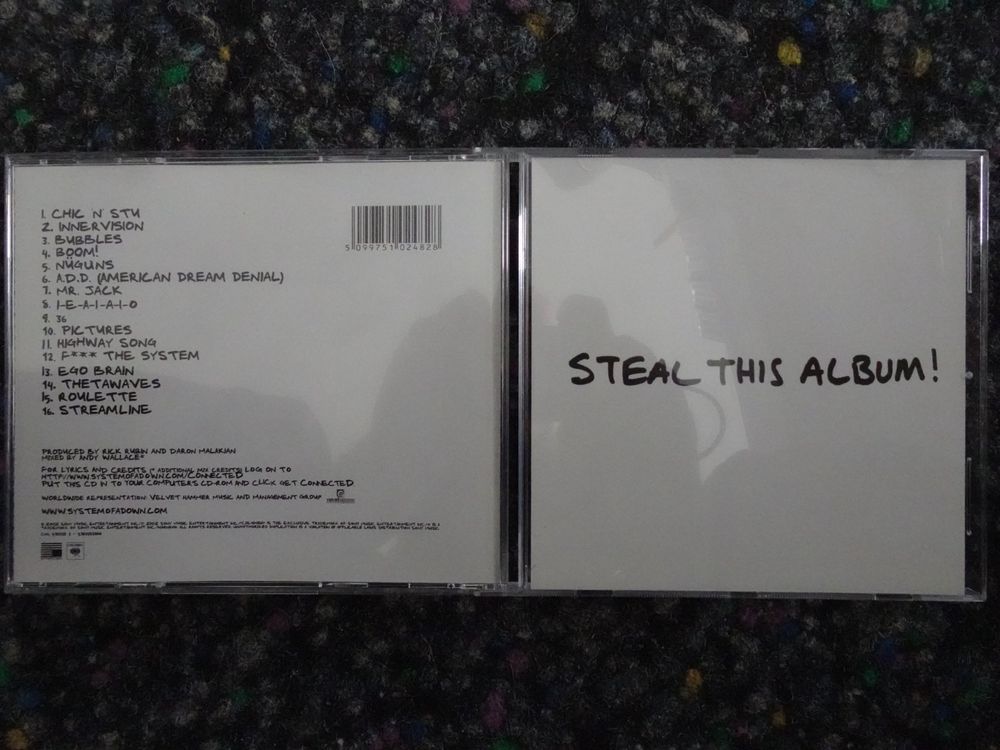 1. CHIC 'N' STU
2. INNERVISION
3. BUBBLES
4. BOOM!
5. NÜGUNS
6. A.D.D. (AMERICAN DREAM DENIAL)
7. MR. JACK
8. I-E-A-I-A-I-O
9. 36
10. PICTURES
11. HIGHWAY SONG
12. F*** THE SYSTEM
13. EGO BRAIN
14. THETAWAVES
15. ROULETTE
16. STREAMLINE
5 099751 024828
PRODUCED BY RICK RUBIN AND DARON MALAKIAN
MIXED BY ANDY WALLACE*
FOR LYRICS AND CREDITS (* ADDITIONAL MIX CREDITS) LOG ON TO
HTTP://WWW.SYSTEMOFADOWN.COM/CONNECTED
PUT THIS CD IN TO YOUR COMPUTERS CD-ROM AND CLICK GET CONNECTED
WORLDWIDE REPRESENTATION: VELVET HAMMER MUSIC AND MANAGEMENT GROUP
WWW.SYSTEMOFADOWN.COM
STEAL THIS ALBUM!